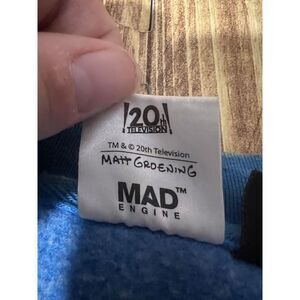 20th
TELEVISION
TM & © 20th Television
MATT GROENING
MAD™
ENGINE